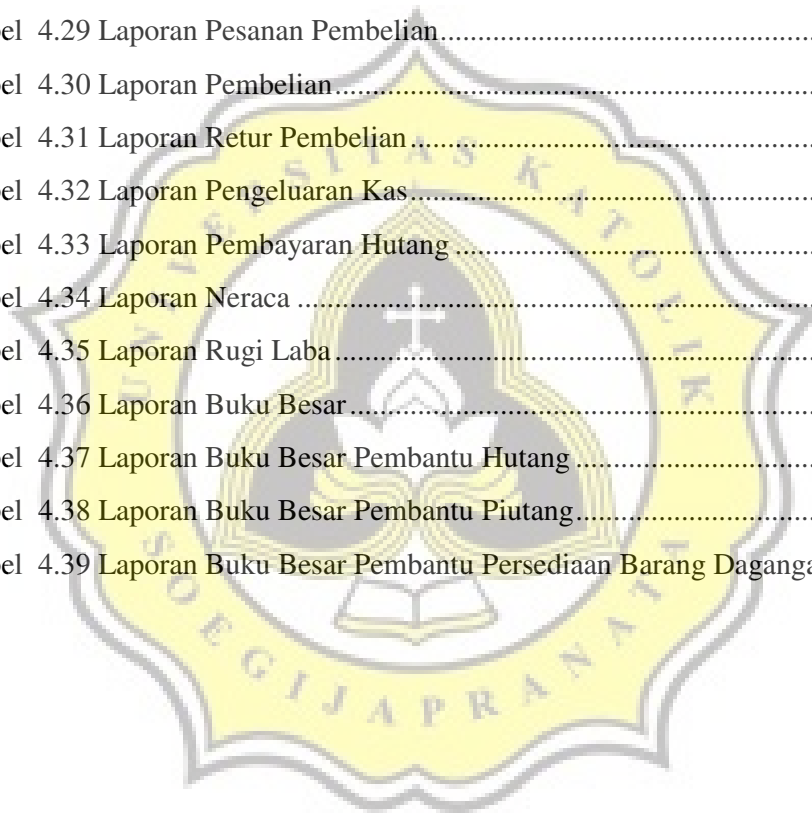 el 4.29 Laporan Pesanan Pembelian
el 4.30 Laporan Pembelian
el 4.31 Laporan Retur Pembelian
el 4.32 Laporan Pengeluaran Kas
el 4.33 Laporan Pembayaran Hutang
el 4.34 Laporan Neraca
el 4.35 Laporan Rugi Laba
el 4.36 Laporan Buku Besar
el 4.37 Laporan Buku Besar Pembantu Hutang
el 4.38 Laporan Buku Besar Pembantu Piutang
el 4.39 Laporan Buku Besar Pembantu Persediaan Barang Daganga
UNIVERSITAS KATOLIK
SOEGIJAPRANATA